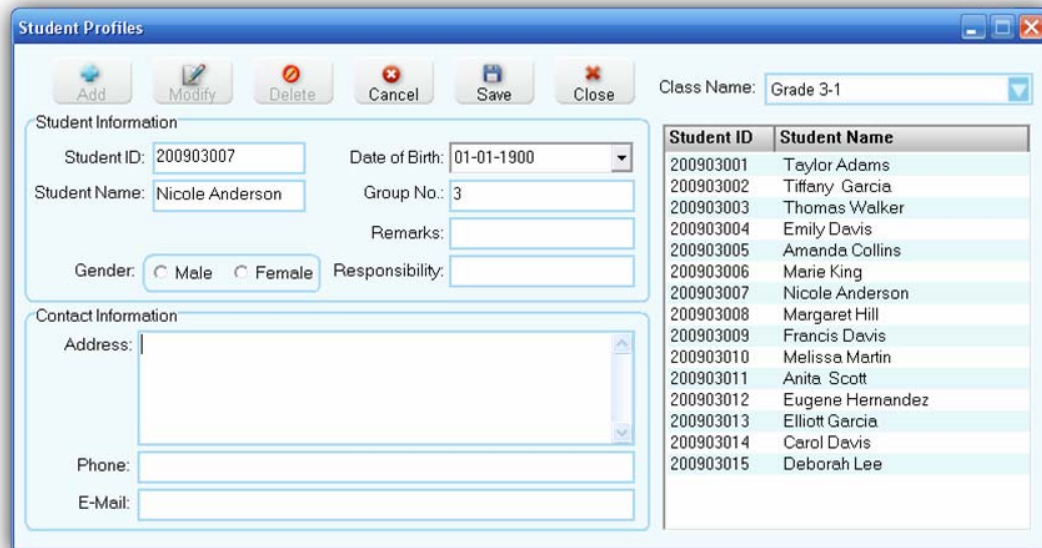 Student Profiles
Add Modify Delete Cancel Save Close
Class Name: Grade 3-1
Student Information
Student ID: 200903007 Date of Birth: 01-01-1900
Student Name: Nicole Anderson Group No.: 3
Remarks:
Gender: Male Female Responsibility:
Contact Information
Address:
Phone:
E-Mail:
Student ID Student Name
200903001 Taylor Adams
200903002 Tiffany Garcia
200903003 Thomas Walker
200903004 Emily Davis
200903005 Amanda Collins
200903006 Marie King
200903007 Nicole Anderson
200903008 Margaret Hill
200903009 Francis Davis
200903010 Melissa Martin
200903011 Anita Scott
200903012 Eugene Hernandez
200903013 Elliott Garcia
200903014 Carol Davis
200903015 Deborah Lee